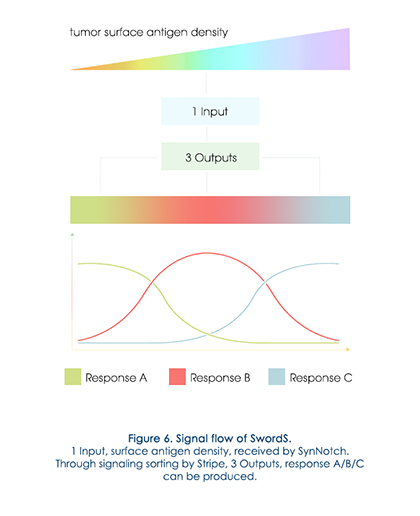 tumor surface antigen density
1 Input
3 Outputs
Response A
Response B
Response C
Figure 6. Signal flow of SwordS.
1 Input, surface antigen density, received by SynNotch.
Through signaling sorting by Stripe, 3 Outputs, response A/B/C
can be produced.